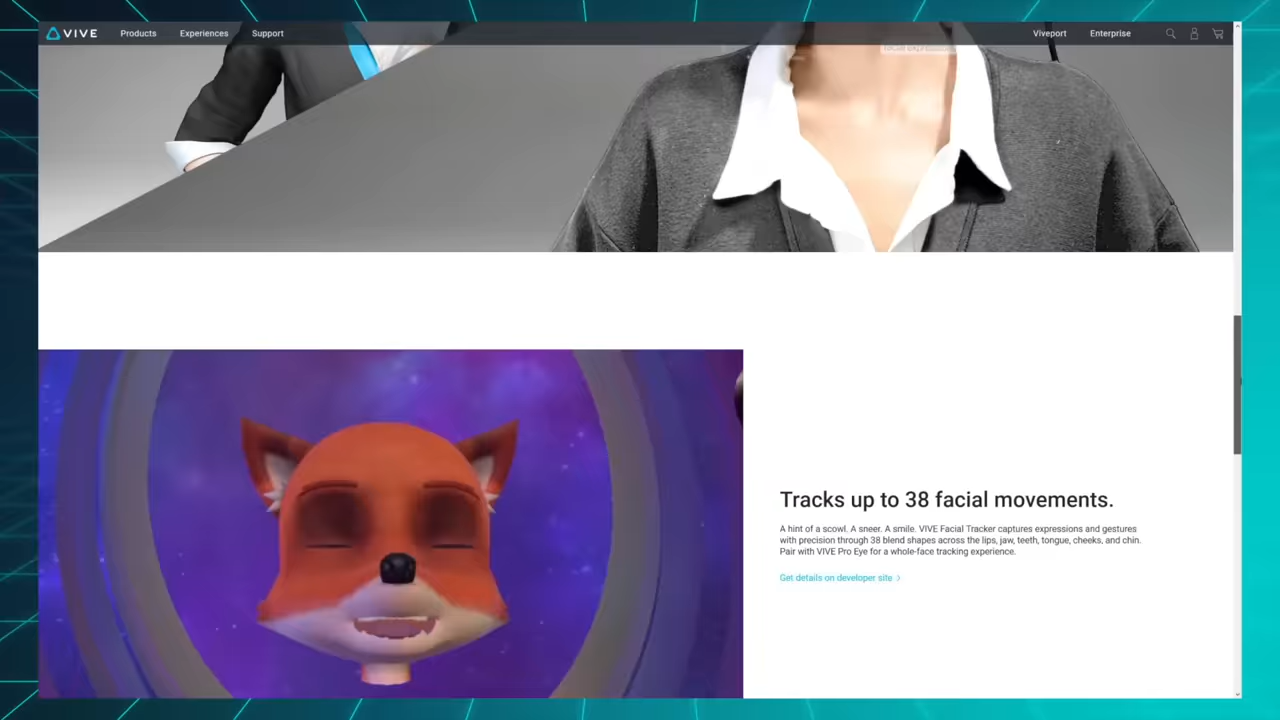 VIVE
Products
Experiences
Support
Viveport
Enterprise
Tracks up to 38 facial movements.
A hint of a scowl. A sneer. A smile. VIVE Facial Tracker captures expressions and gestures
with precision through 38 blend shapes across the lips, jaw, teeth, tongue, cheeks, and chin.
Pair with VIVE Pro Eye for a whole-face tracking experience.
Get details on developer site